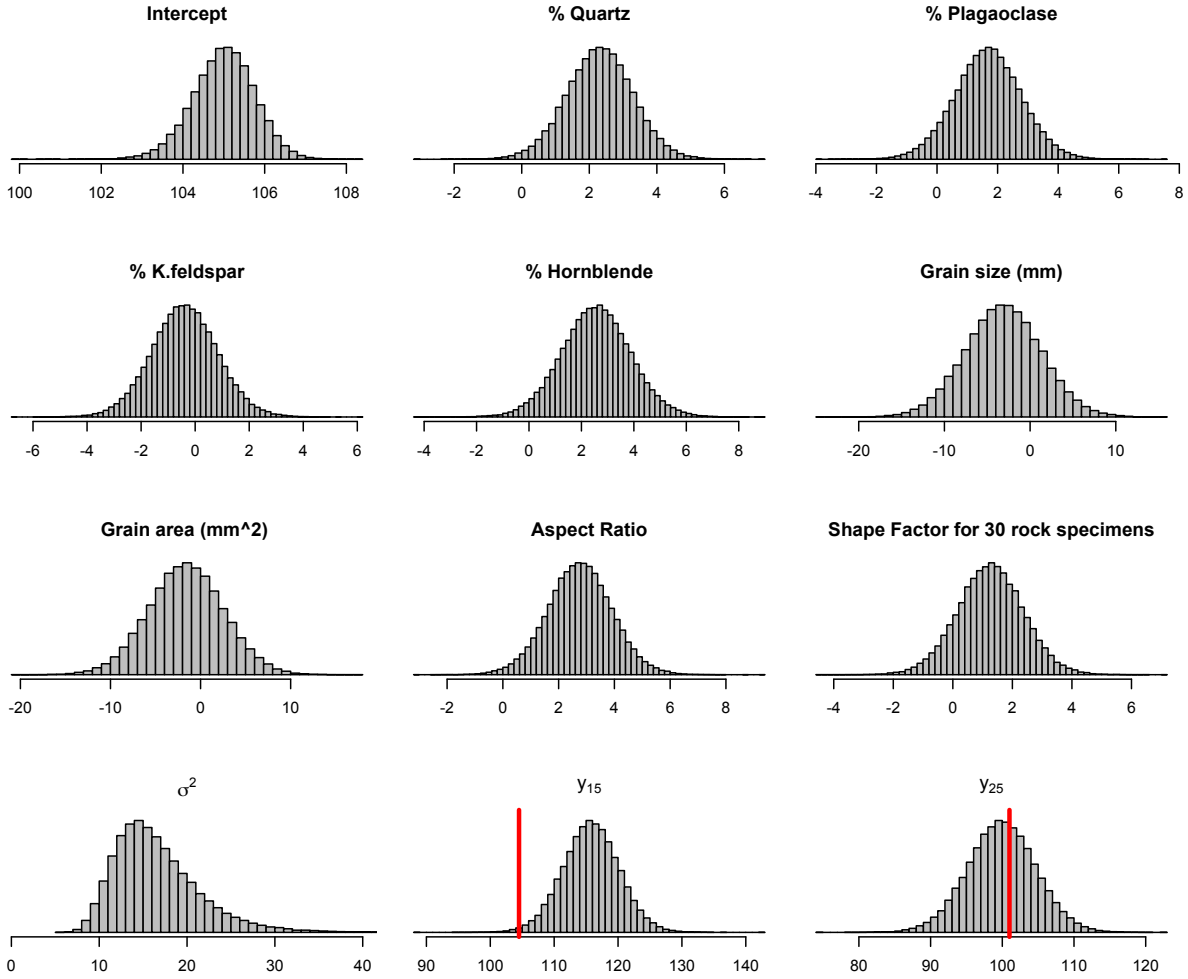 Intercept
% Quartz
% Plagaoclase
100 102 104 106 108
-2 0 2 4 6
-4 -2 0 2 4 6 8
% K.feldspar
% Hornblende
Grain size (mm)
-6 -4 -2 0 2 4 6
-4 -2 0 2 4 6 8
-20 -10 0 10
Grain area (mm^2)
Aspect Ratio
Shape Factor for 30 rock specimens
-20 -10 0 10
-2 0 2 4 6 8
-4 -2 0 2 4 6
σ²
y₁₅
y₂₅
0 10 20 30 40
90 100 110 120 130 140
80 90 100 110 120